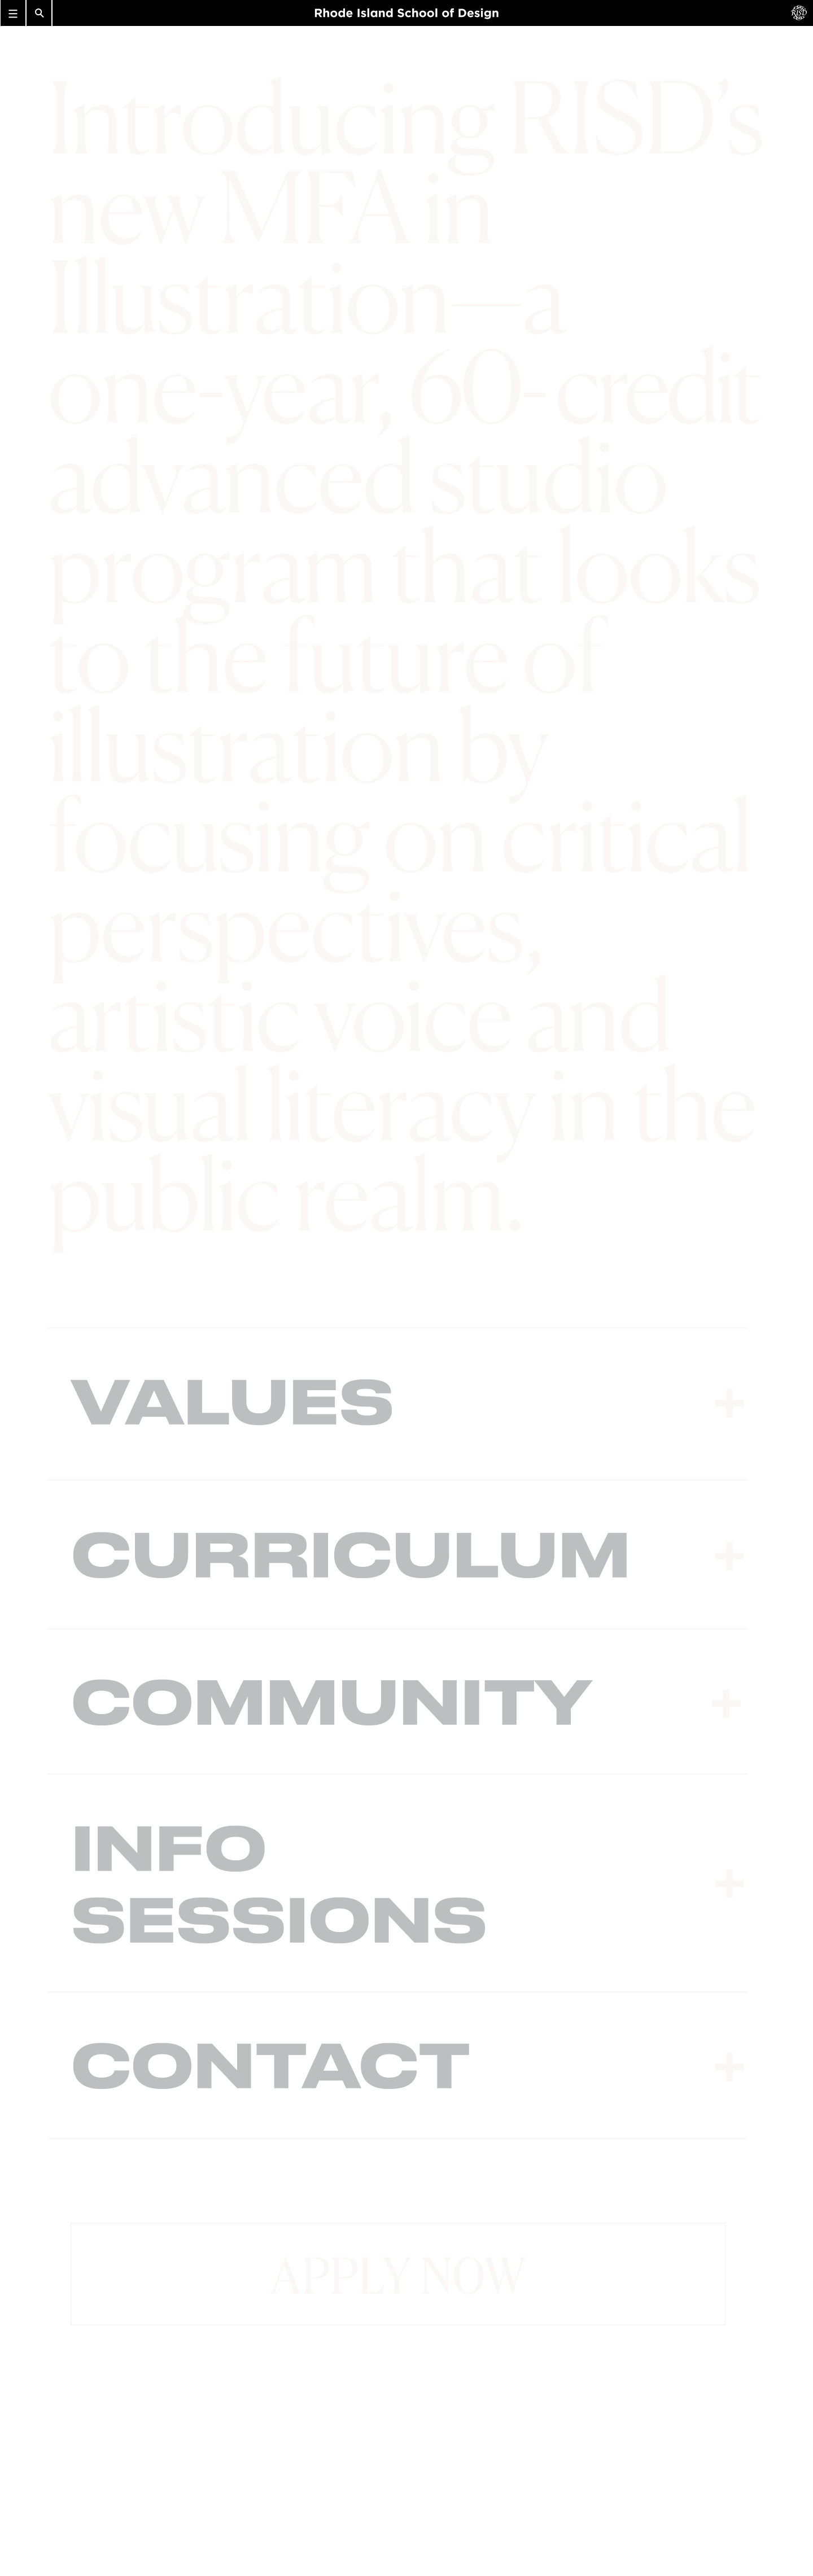 Rhode Island School of Design
RISD
Introducing RISD’s
new MFA in
Illustration—a
one-year, 60-credit
advanced studio
program that looks
to the future of
illustration by
focusing on critical
perspectives,
artistic voice and
visual literacy in the
public realm.
VALUES +
CURRICULUM +
COMMUNITY +
INFO
SESSIONS +
CONTACT +
APPLY NOW